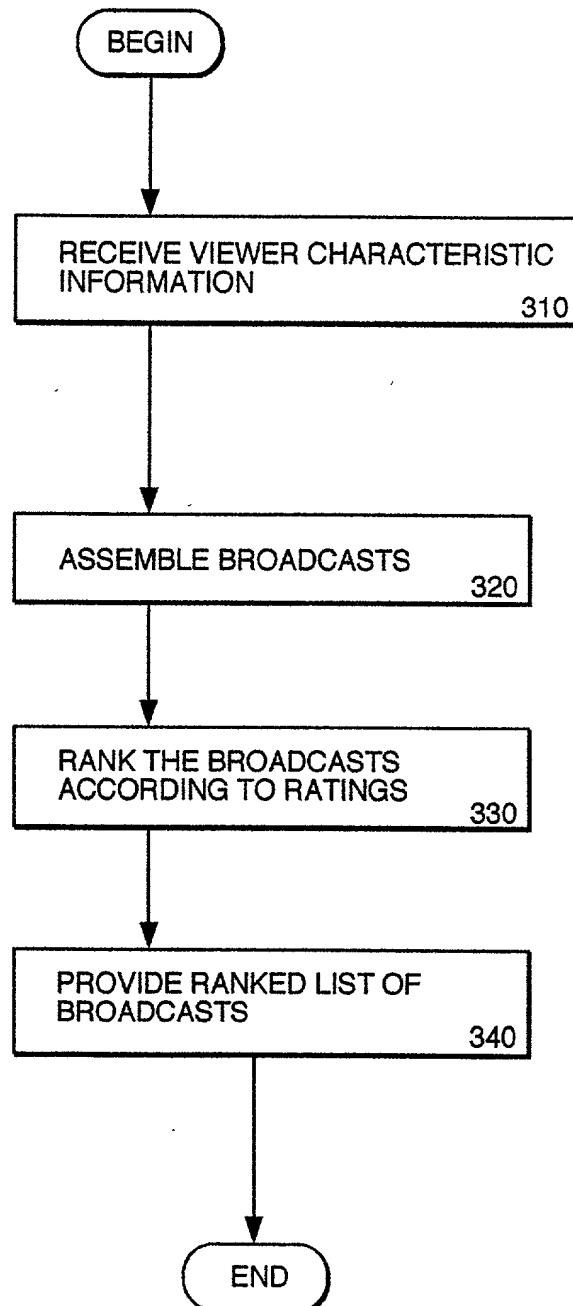 BEGIN
RECEIVE VIEWER CHARACTERISTIC
INFORMATION
310
ASSEMBLE BROADCASTS
320
RANK THE BROADCASTS
ACCORDING TO RATINGS
330
PROVIDE RANKED LIST OF
BROADCASTS
340
END